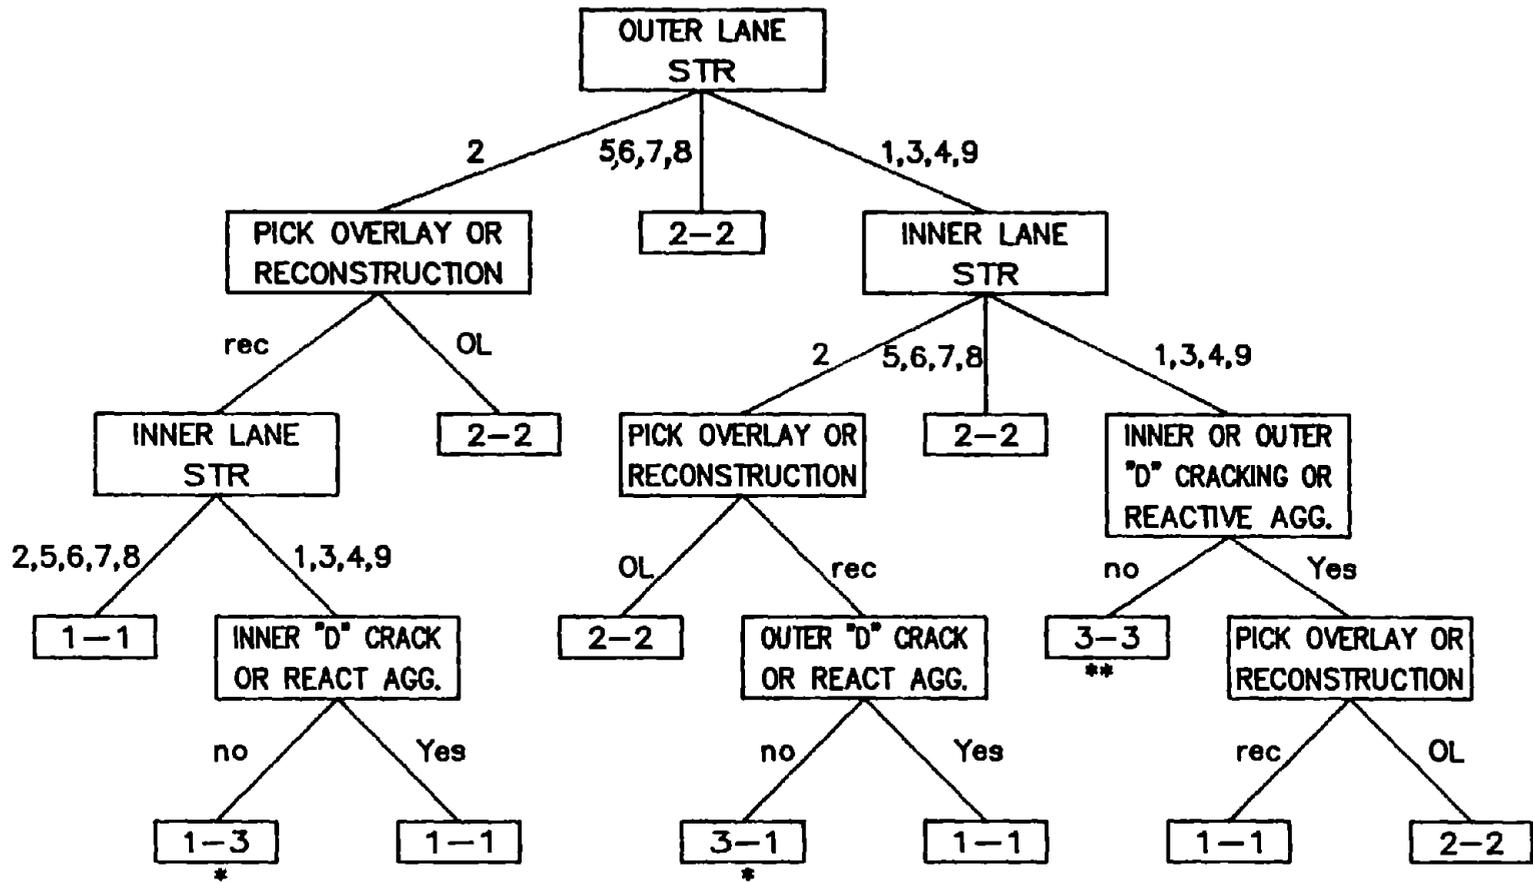 OUTER LANE
STR
2
5,6,7,8
1,3,4,9
PICK OVERLAY OR
RECONSTRUCTION
2-2
INNER LANE
STR
rec
OL
2
5,6,7,8
1,3,4,9
INNER LANE
STR
2-2
PICK OVERLAY OR
RECONSTRUCTION
2-2
INNER OR OUTER
"D" CRACKING OR
REACTIVE AGG.
2,5,6,7,8
1,3,4,9
OL
rec
no
Yes
1-1
INNER "D" CRACK
OR REACT AGG.
2-2
OUTER "D" CRACK
OR REACT AGG.
3-3
**
PICK OVERLAY OR
RECONSTRUCTION
no
Yes
no
Yes
rec
OL
1-3
*
1-1
3-1
*
1-1
1-1
2-2